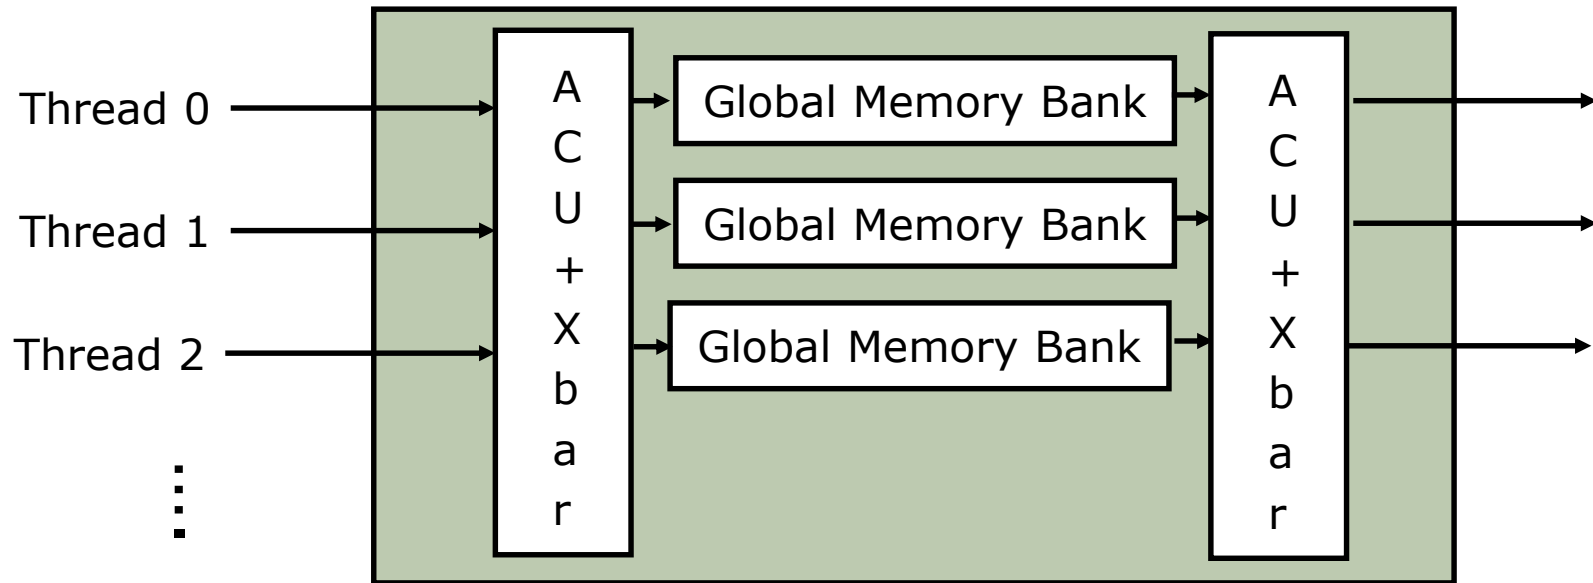 Thread 0
Thread 1
Thread 2
A
C
U
+
X
b
a
r
Global Memory Bank
Global Memory Bank
Global Memory Bank
A
C
U
+
X
b
a
r